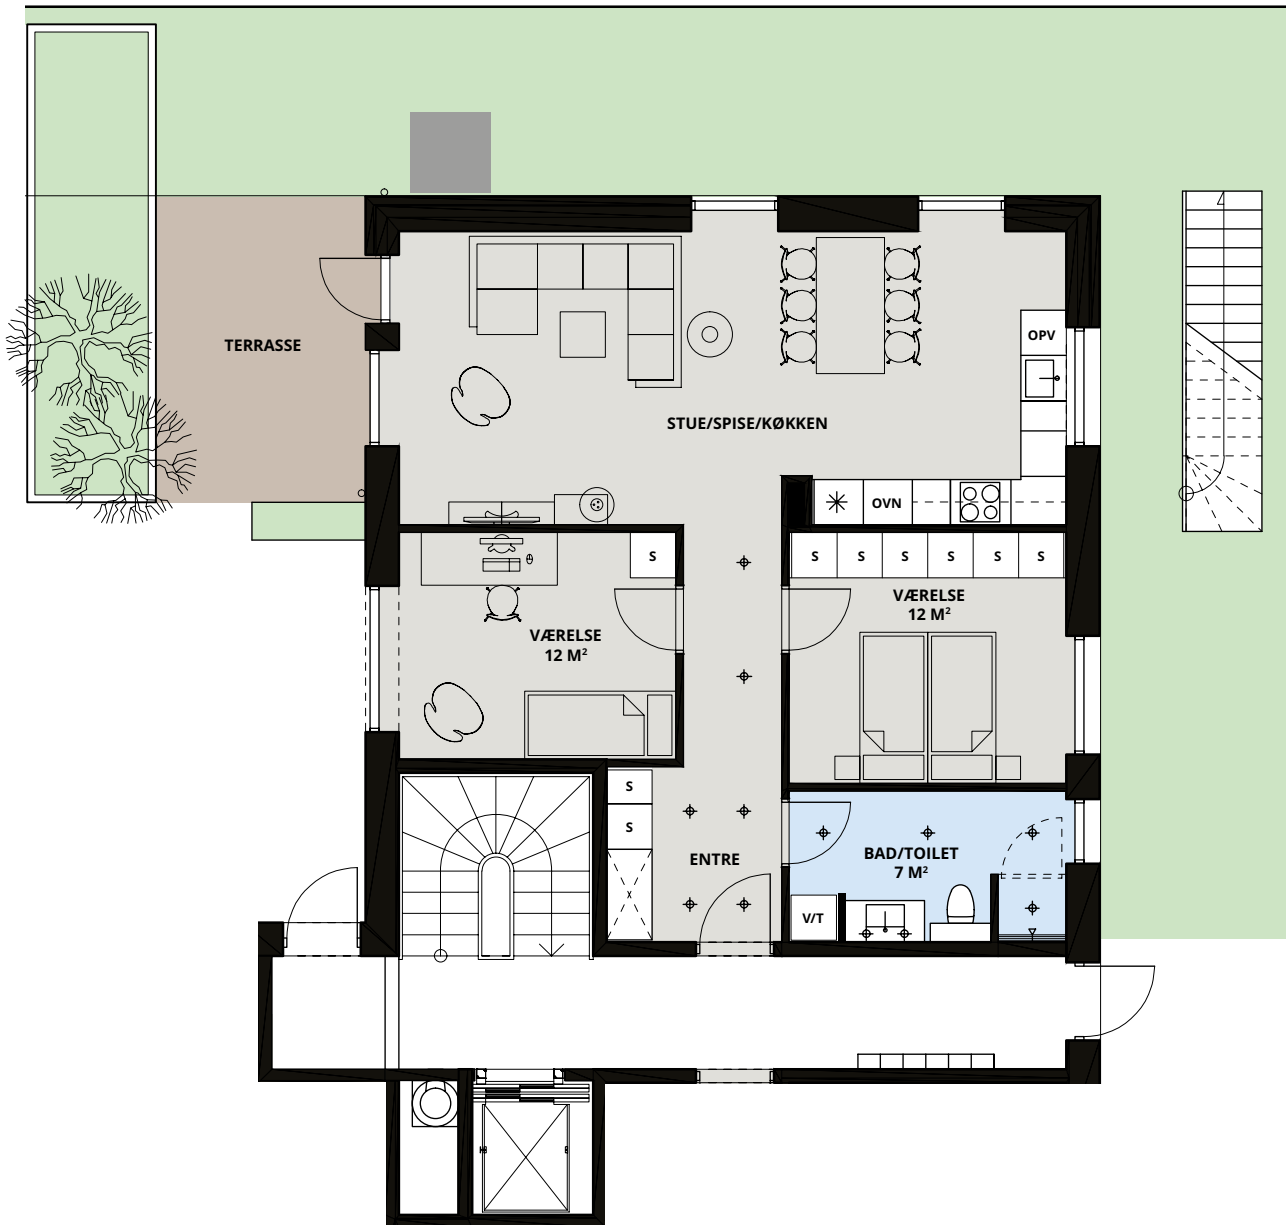 TERRASSE
OPV
STUE/SPISE/KØKKEN
OVN
S
S
S
S
S
S
S
VÆRELSE
12 M²
VÆRELSE
12 M²
S
S
ENTRE
BAD/TOILET
7 M²
V/T